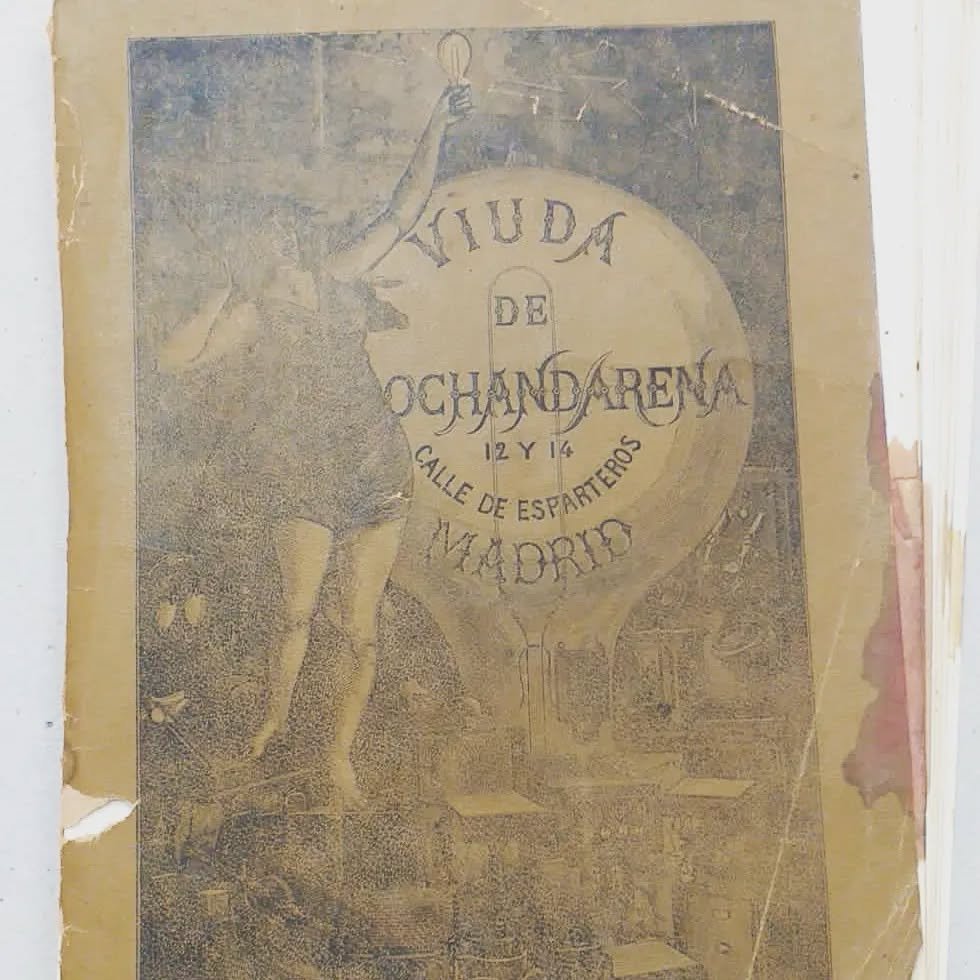 VIUDA
DE
OCHANDARENA
12 Y 14
CALLE DE ESPARTEROS
MADRID